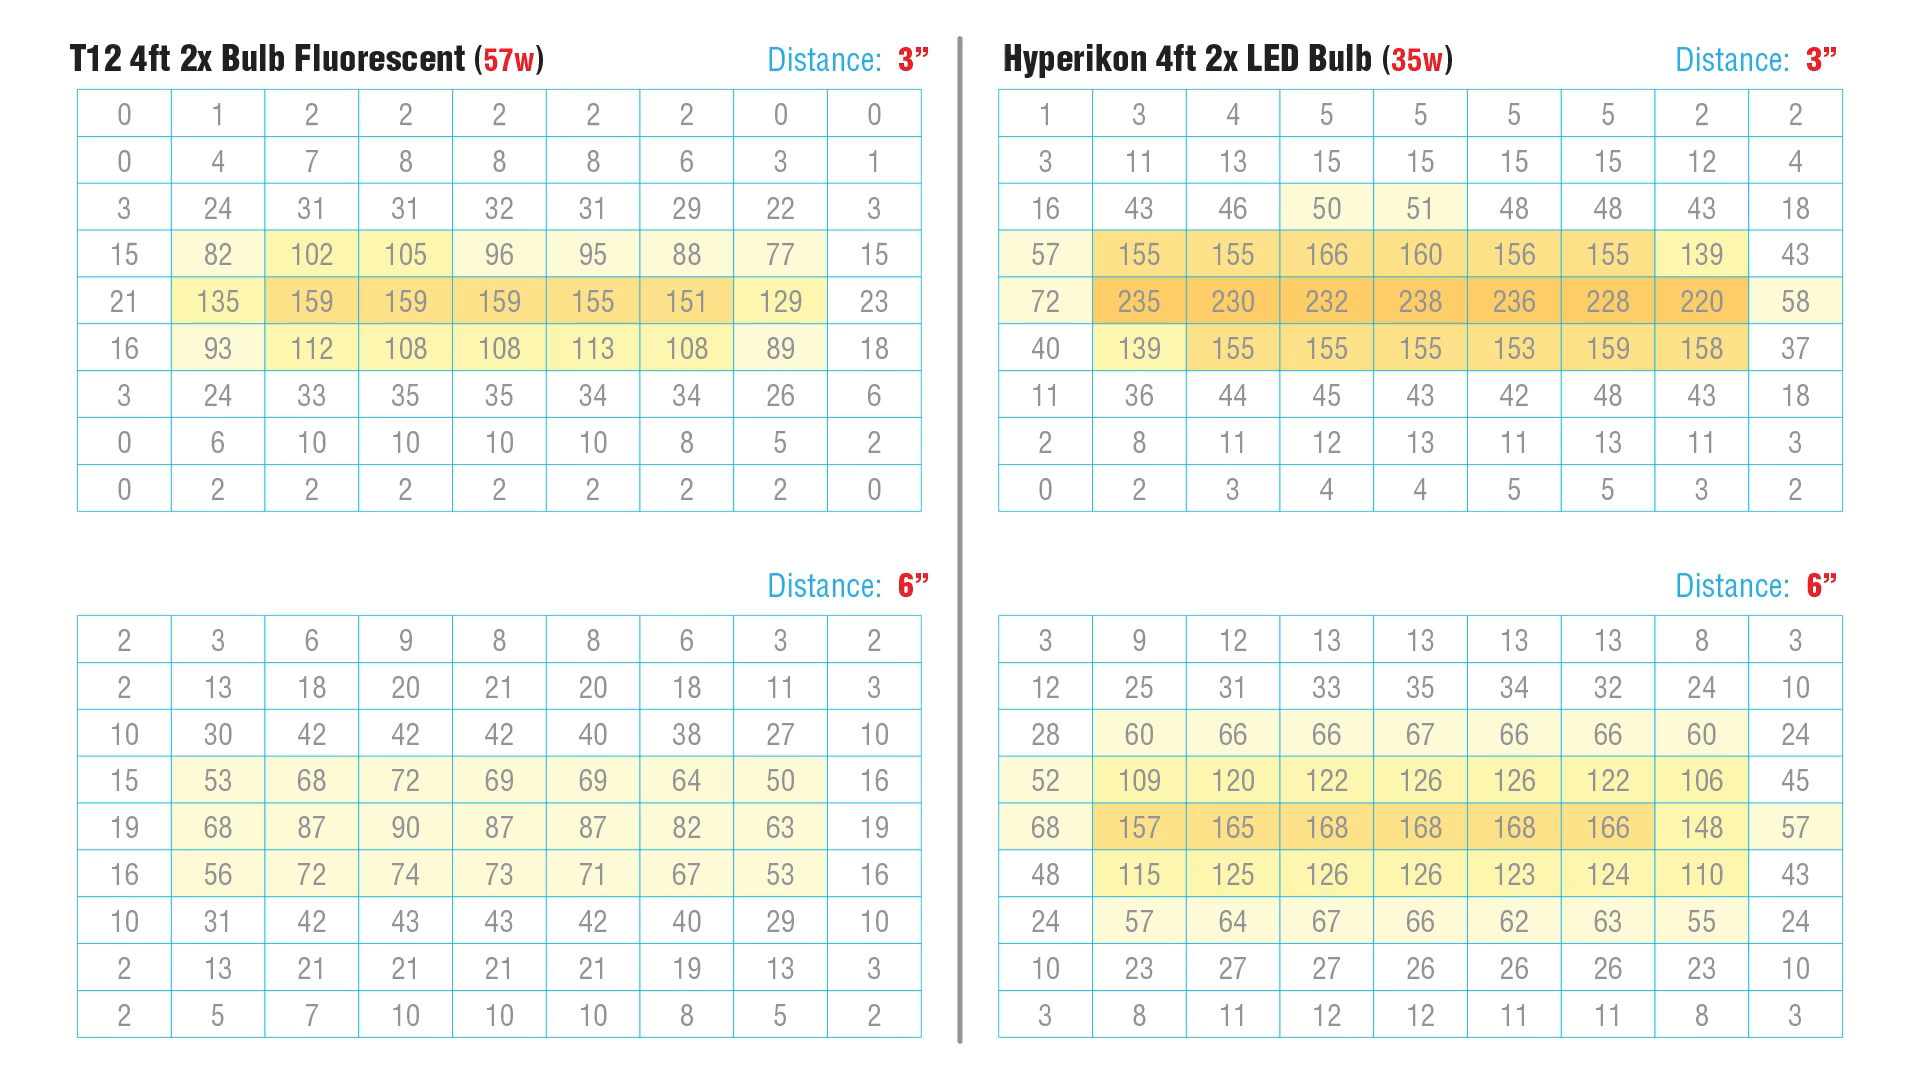 T12 4ft 2x Bulb Fluorescent (57w) Distance: 3”
0 1 2 2 2 2 2 0 0
0 4 7 8 8 8 6 3 1
3 24 31 31 32 31 29 22 3
15 82 102 105 96 95 88 77 15
21 135 159 159 159 155 151 129 23
16 93 112 108 108 113 108 89 18
3 24 33 35 35 34 34 26 6
0 6 10 10 10 10 8 5 2
0 2 2 2 2 2 2 2 0
Distance: 6”
2 3 6 9 8 8 6 3 2
2 13 18 20 21 20 18 11 3
10 30 42 42 42 40 38 27 10
15 53 68 72 69 69 64 50 16
19 68 87 90 87 87 82 63 19
16 56 72 74 73 71 67 53 16
10 31 42 43 43 42 40 29 10
2 13 21 21 21 21 19 13 3
2 5 7 10 10 10 8 5 2
Hyperikon 4ft 2x LED Bulb (35w) Distance: 3”
1 3 4 5 5 5 5 2 2
3 11 13 15 15 15 15 12 4
16 43 46 50 51 48 48 43 18
57 155 155 166 160 156 155 139 43
72 235 230 232 238 236 228 220 58
40 139 155 155 155 153 159 158 37
11 36 44 45 43 42 48 43 18
2 8 11 12 13 11 13 11 3
0 2 3 4 4 5 5 3 2
Distance: 6”
3 9 12 13 13 13 13 8 3
12 25 31 33 35 34 32 24 10
28 60 66 66 67 66 66 60 24
52 109 120 122 126 126 122 106 45
68 157 165 168 168 168 166 148 57
48 115 125 126 126 123 124 110 43
24 57 64 67 66 62 63 55 24
10 23 27 27 26 26 26 23 10
3 8 11 12 12 11 11 8 3